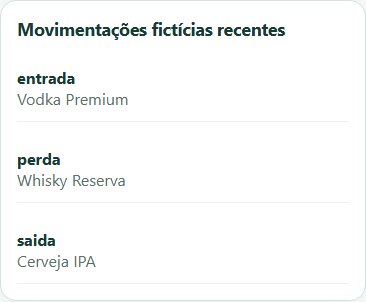 Movimentações fictícias recentes
entrada
Vodka Premium
perda
Whisky Reserva
saida
Cerveja IPA